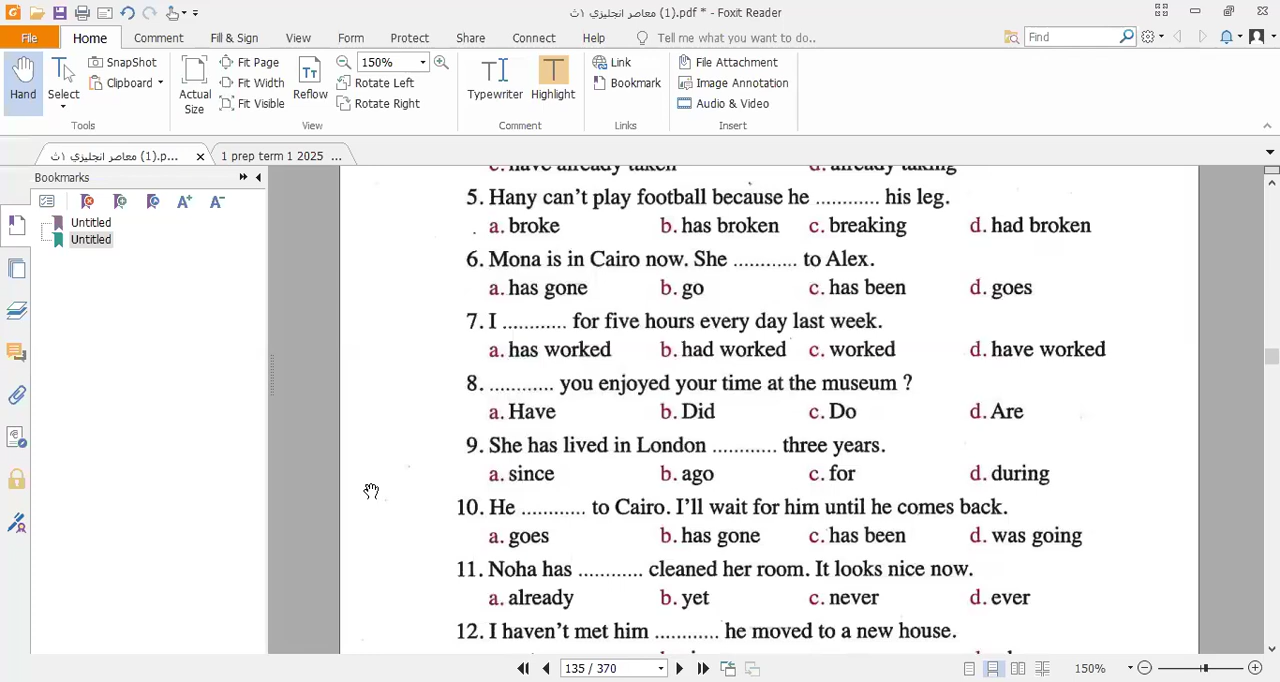 معاصر انجليزي ١ث (1).pdf * - Foxit Reader
File Home Comment Fill & Sign View Form Protect Share Connect Help Tell me what you want to do.. Find
Hand Select SnapShot Clipboard Actual Size Fit Page Fit Width Fit Visible Reflow 150% Rotate Left Rotate Right Typewriter Highlight Link Bookmark File Attachment Image Annotation Audio & Video
Tools View Comment Links Insert
معاصر انجليزي ١ث (1).p... 1 prep term 1 2025 ...
Bookmarks
Untitled
Untitled
c. have already taken d. already taking
5. Hany can't play football because he ............ his leg.
a. broke b. has broken c. breaking d. had broken
6. Mona is in Cairo now. She ............ to Alex.
a. has gone b. go c. has been d. goes
7. I ............ for five hours every day last week.
a. has worked b. had worked c. worked d. have worked
8. ............ you enjoyed your time at the museum ?
a. Have b. Did c. Do d. Are
9. She has lived in London ............ three years.
a. since b. ago c. for d. during
10. He ............ to Cairo. I'll wait for him until he comes back.
a. goes b. has gone c. has been d. was going
11. Noha has ............ cleaned her room. It looks nice now.
a. already b. yet c. never d. ever
12. I haven't met him ............ he moved to a new house.
135 / 370 150%